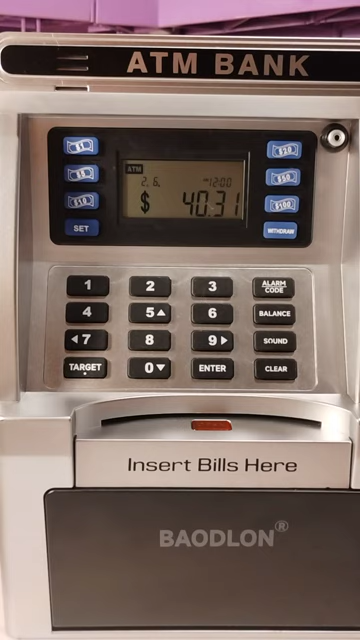 ATM BANK
$1
$20
ATM
2. 6.
12:00
$5
$50
$10
$100
$ 40.31
SET
WITHDRAW
1 2 3 ALARM CODE
4 5▲ 6 BALANCE
◀7 8 9▶ SOUND
TARGET 0▼ ENTER CLEAR
Insert Bills Here
BAODLON®